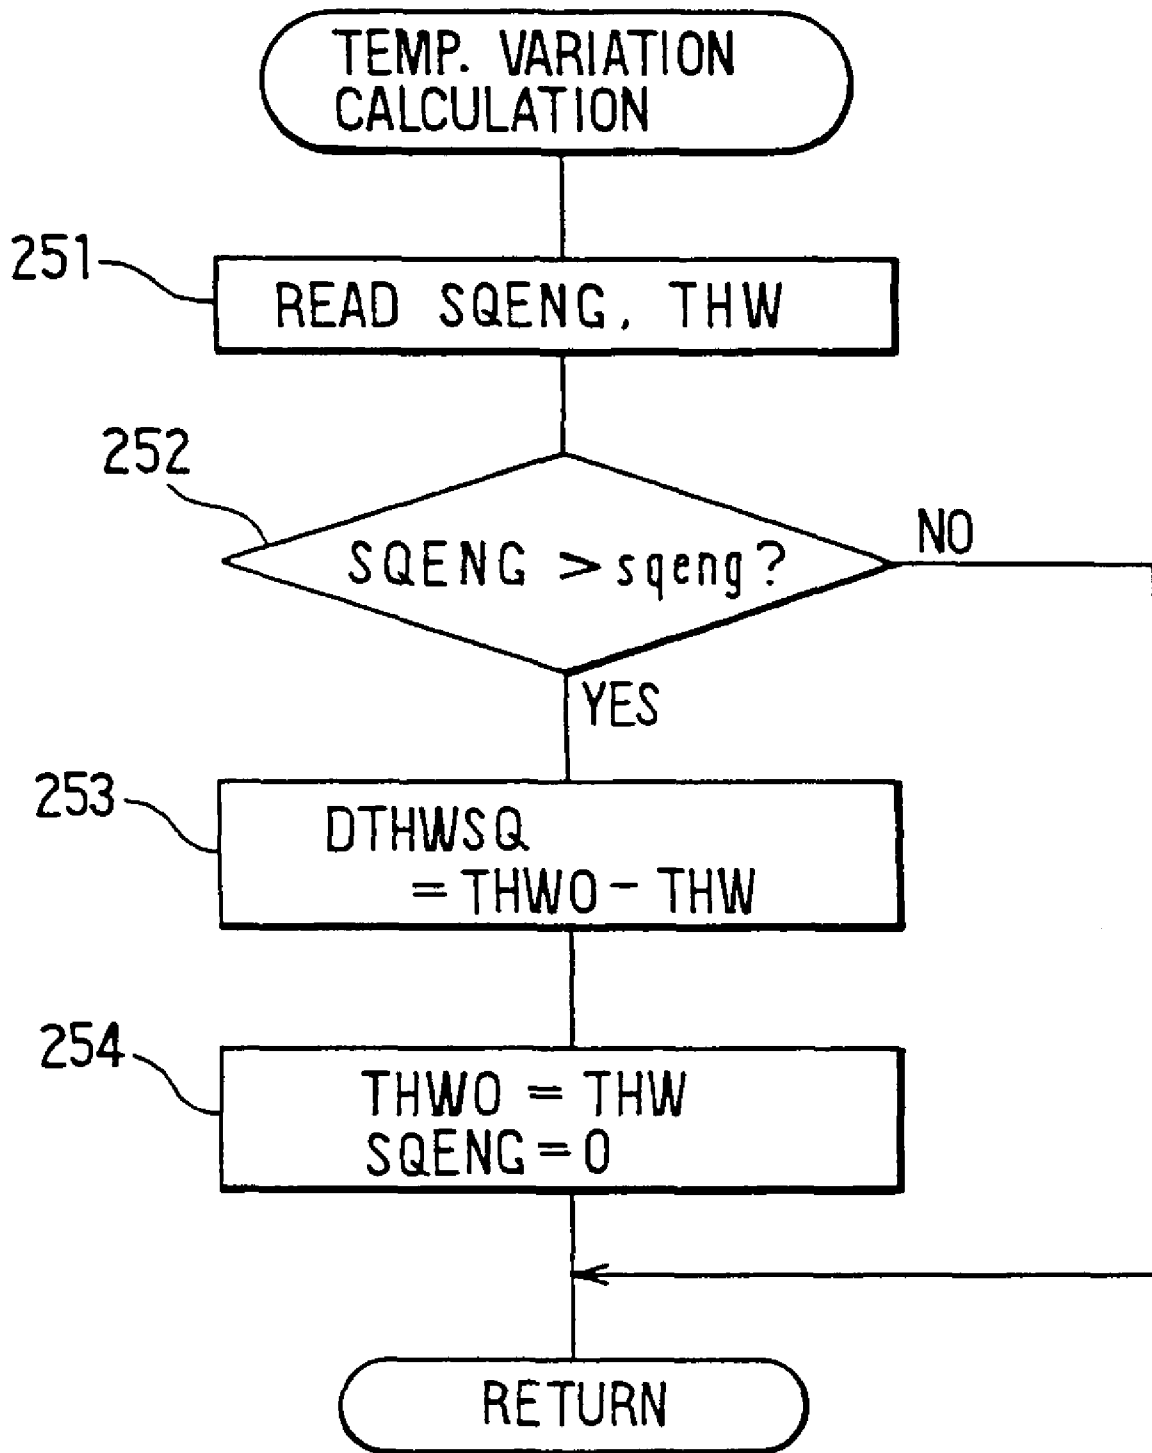 TEMP. VARIATION
CALCULATION
251
READ SQENG, THW
252
SQENG > sqeng?
NO
YES
253
DTHWSQ
= THWO - THW
254
THWO = THW
SQENG = 0
RETURN